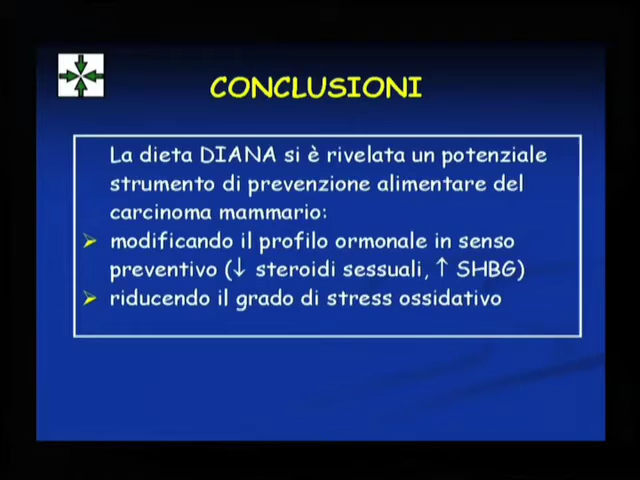 CONCLUSIONI
La dieta DIANA si è rivelata un potenziale
strumento di prevenzione alimentare del
carcinoma mammario:
modificando il profilo ormonale in senso
preventivo (↓ steroidi sessuali, ↑ SHBG)
riducendo il grado di stress ossidativo